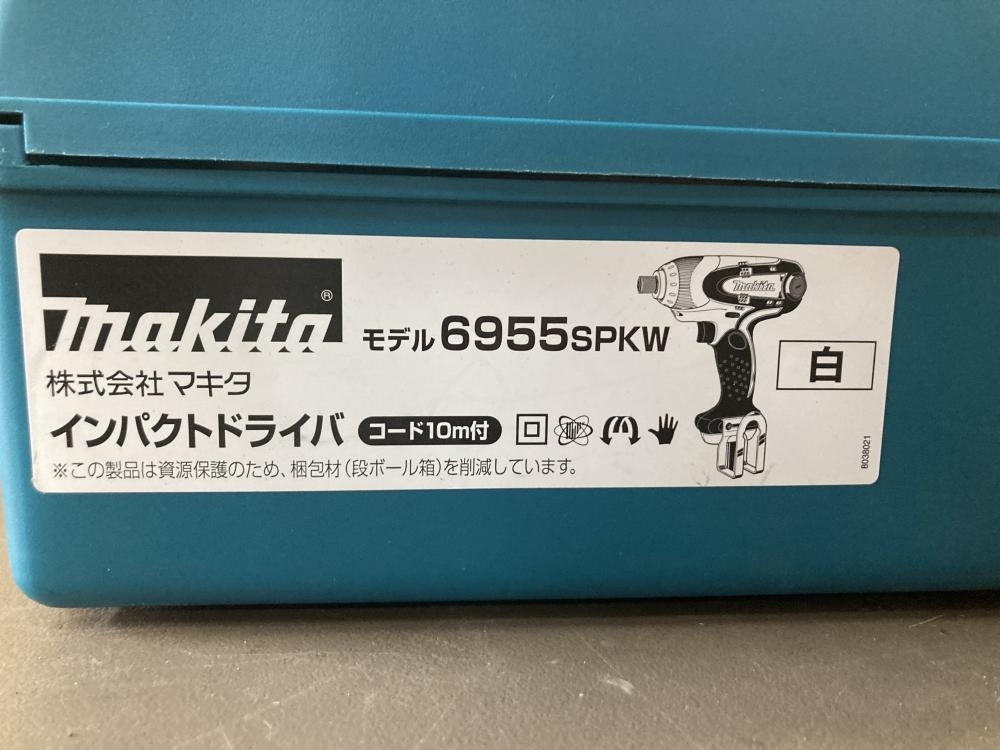 makita®
モデル6955SPKW
株式会社マキタ
インパクトドライバ コード10m付
※この製品は資源保護のため、梱包材(段ボール箱)を削減しています。
makita
白
8038021